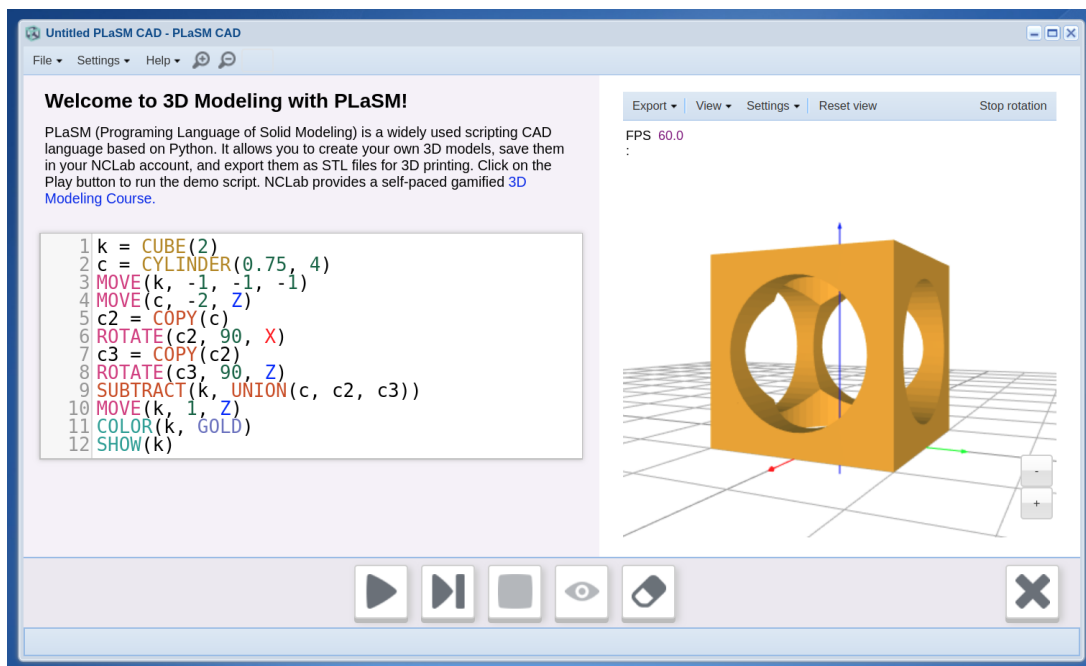 Untitled PLaSM CAD - PLaSM CAD
File Settings Help
Welcome to 3D Modeling with PLaSM!
PLaSM (Programing Language of Solid Modeling) is a widely used scripting CAD
language based on Python. It allows you to create your own 3D models, save them
in your NCLab account, and export them as STL files for 3D printing. Click on the
Play button to run the demo script. NCLab provides a self-paced gamified 3D
Modeling Course.
1 k = CUBE(2)
2 c = CYLINDER(0.75, 4)
3 MOVE(k, -1, -1, -1)
4 MOVE(c, -2, Z)
5 c2 = COPY(c)
6 ROTATE(c2, 90, X)
7 c3 = COPY(c2)
8 ROTATE(c3, 90, Z)
9 SUBTRACT(k, UNION(c, c2, c3))
10 MOVE(k, 1, Z)
11 COLOR(k, GOLD)
12 SHOW(k)
Export View Settings Reset view Stop rotation
FPS 60.0
:
-
+